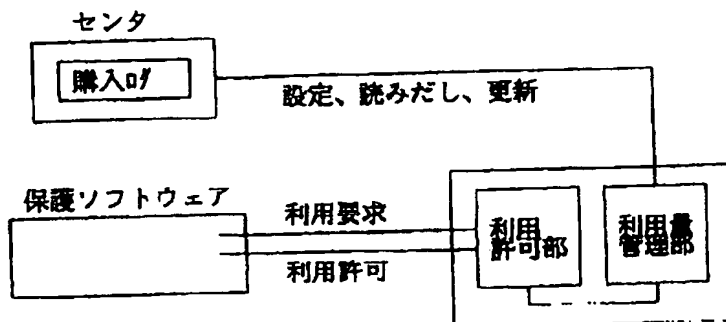 センタ
購入ログ
設定、読みだし、更新
保護ソフトウェア
利用要求
利用許可
利用
許可部
利用量
管理部